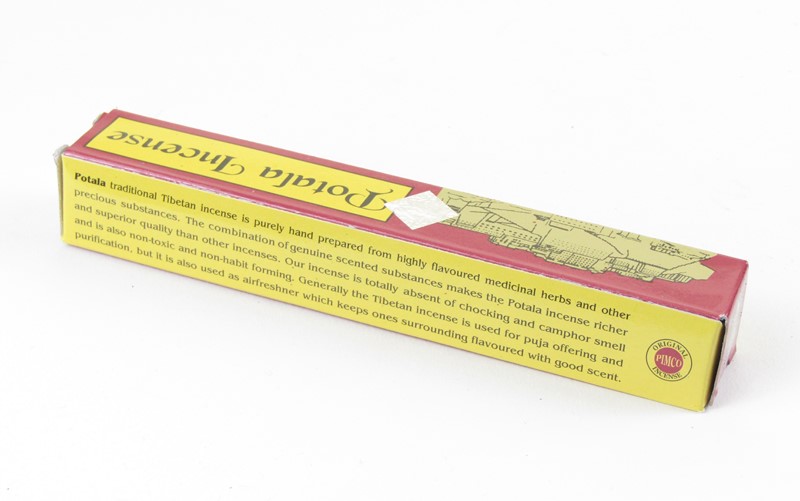 Potala Incense
Potala traditional Tibetan incense is purely hand prepared from highly flavoured medicinal herbs and other
precious substances. The combination of genuine scented substances makes the Potala incense richer
and superior quality than other incenses. Our incense is totally absent of chocking and camphor smell
and is also non-toxic and non-habit forming. Generally the Tibetan incense is used for puja offering and
purification, but it is also used as airfreshner which keeps ones surrounding flavoured with good scent.
ORIGINAL
PIMCO
INCENSE